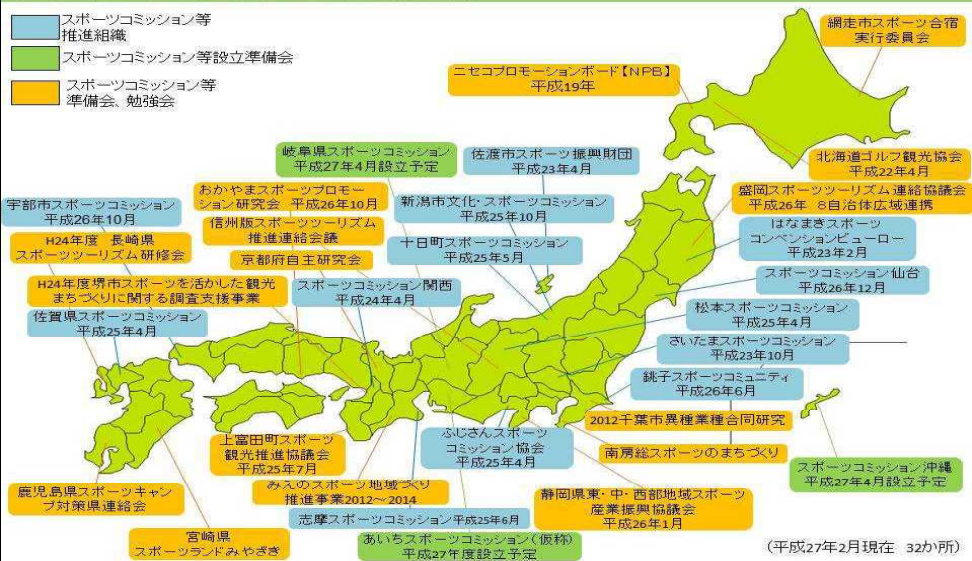 スポーツコミッション等
推進組織
スポーツコミッション等設立準備会
スポーツコミッション等
準備会、勉強会
網走市スポーツ合宿
実行委員会
ニセコプロモーションボード【NPB】
平成19年
岐阜県スポーツコミッション
平成27年4月設立予定
佐渡市スポーツ振興財団
平成23年4月
北海道ゴルフ観光協会
平成22年4月
おかやまスポーツプロモー
ション研究会 平成26年10月
新潟市文化・スポーツコミッション
平成25年10月
盛岡スポーツツーリズム連絡協議会
平成26年 8自治体広域連携
宇部市スポーツコミッション
平成26年10月
信州版スポーツツーリズム
推進連絡会議
はなまきスポーツ
コンベンションビューロー
平成23年2月
H24年度 長崎県
スポーツツーリズム研修会
京都府自主研究会
十日町スポーツコミッション
平成25年5月
H24年度堺市スポーツを活かした観光
まちづくりに関する調査支援事業
スポーツコミッション関西
平成24年4月
スポーツコミッション仙台
平成26年12月
佐賀県スポーツコミッション
平成25年4月
松本スポーツコミッション
平成25年4月
さいたまスポーツコミッション
平成23年10月
銚子スポーツコミュニティ
平成26年6月
2012千葉市異種業種合同研究
南房総スポーツのまちづくり
上富田町スポーツ
観光推進協議会
平成25年7月
ふじさんスポーツ
コミッション協会
平成25年4月
スポーツコミッション沖縄
平成27年4月設立予定
みえのスポーツ地域づくり
推進事業2012～2014
鹿児島県スポーツキャン
プ対策県連絡会
静岡県東・中・西部地域スポーツ
産業振興協議会
平成26年1月
志摩スポーツコミッション平成25年6月
宮崎県
スポーツランドみやざき
あいちスポーツコミッション(仮称)
平成27年度設立予定
(平成27年2月現在 32か所)